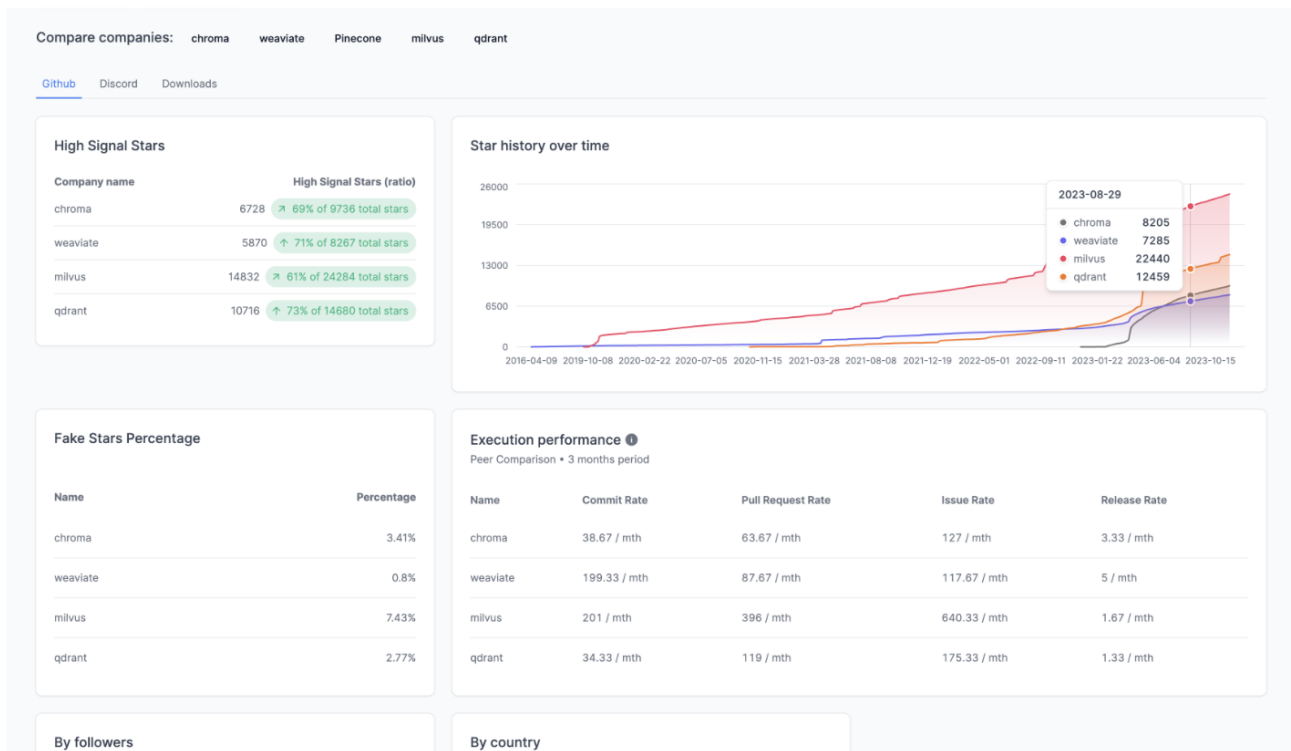 Compare companies: chroma weaviate Pinecone milvus qdrant
Github Discord Downloads
High Signal Stars
Company name High Signal Stars (ratio)
chroma 6728 ↗ 69% of 9736 total stars
weaviate 5870 ↑ 71% of 8267 total stars
milvus 14832 ↗ 61% of 24284 total stars
qdrant 10716 ↑ 73% of 14680 total stars
Star history over time
26000
19500
13000
6500
0
2016-04-09 2019-10-08 2020-02-22 2020-07-05 2020-11-15 2021-03-28 2021-08-08 2021-12-19 2022-05-01 2022-09-11 2023-01-22 2023-06-04 2023-10-15
2023-08-29
chroma 8205
weaviate 7285
milvus 22440
qdrant 12459
Fake Stars Percentage
Name Percentage
chroma 3.41%
weaviate 0.8%
milvus 7.43%
qdrant 2.77%
Execution performance
Peer Comparison • 3 months period
Name Commit Rate Pull Request Rate Issue Rate Release Rate
chroma 38.67 / mth 63.67 / mth 127 / mth 3.33 / mth
weaviate 199.33 / mth 87.67 / mth 117.67 / mth 5 / mth
milvus 201 / mth 396 / mth 640.33 / mth 1.67 / mth
qdrant 34.33 / mth 119 / mth 175.33 / mth 1.33 / mth
By followers
By country